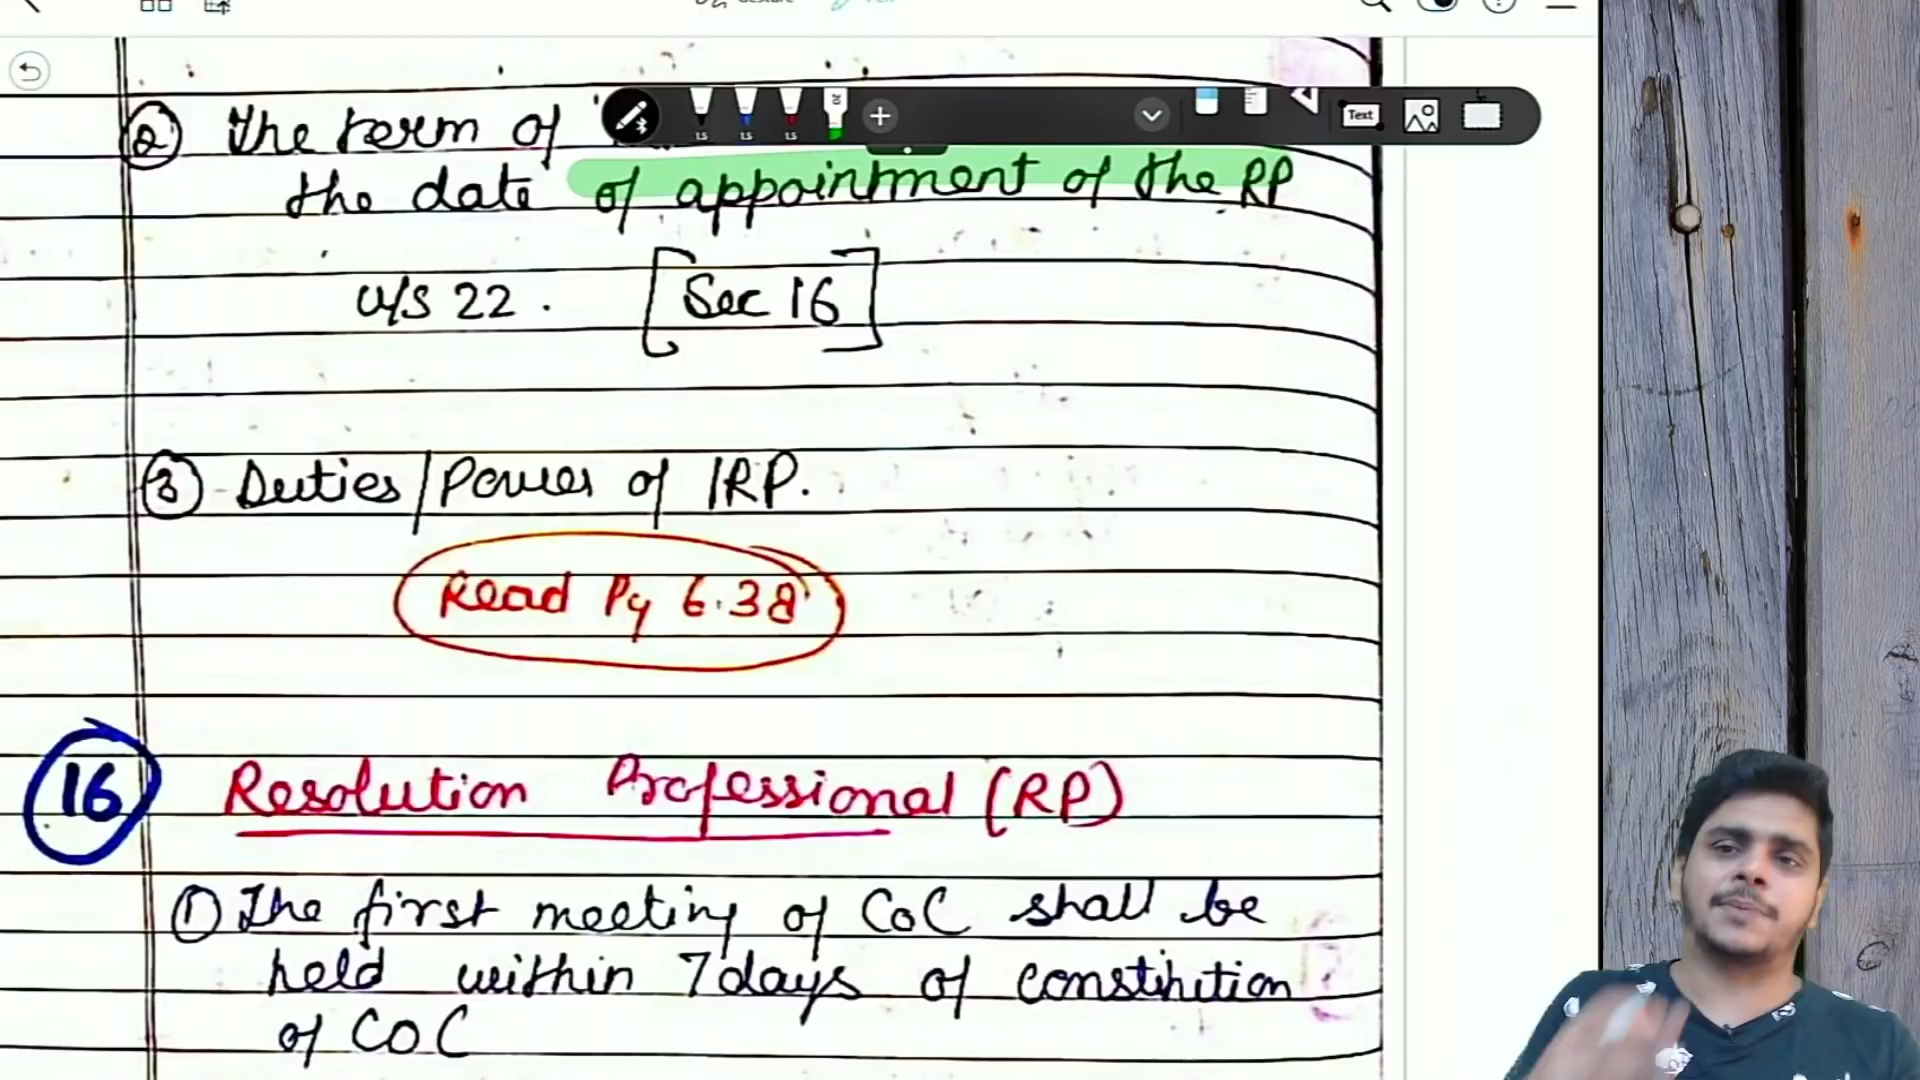 ② The term of
the date of appointment of the RP
U/S 22. [Sec 16]
③ Duties/Power of IRP.
Read Pg 6.38
16 Resolution Professional (RP)
① The first meeting of CoC shall be
held within 7 days of constitution
of COC
Text